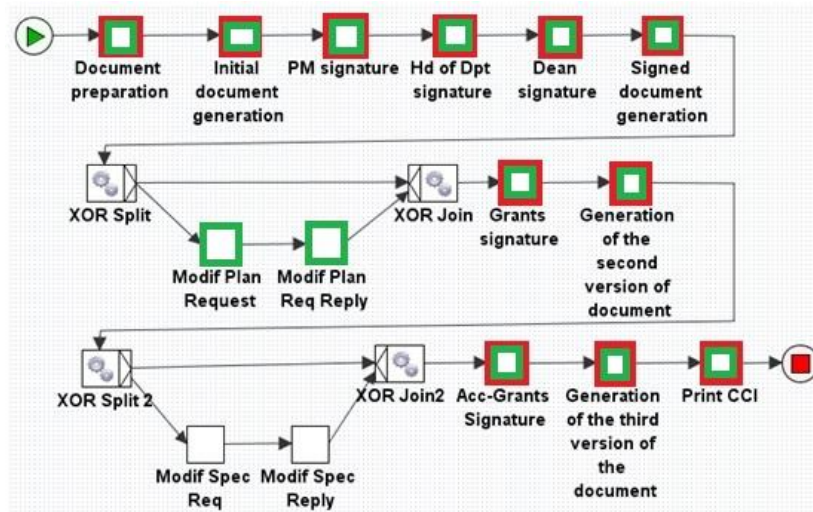 Document
preparation
Initial
document
generation
PM signature
Hd of Dpt
signature
Dean
signature
Signed
document
generation
XOR Split
Modif Plan
Request
Modif Plan
Req Reply
XOR Join
Grants
signature
Generation
of the
second
version of
document
XOR Split 2
Modif Spec
Req
Modif Spec
Reply
XOR Join2
Acc-Grants
Signature
Generation
of the third
version of
the
document
Print CCI